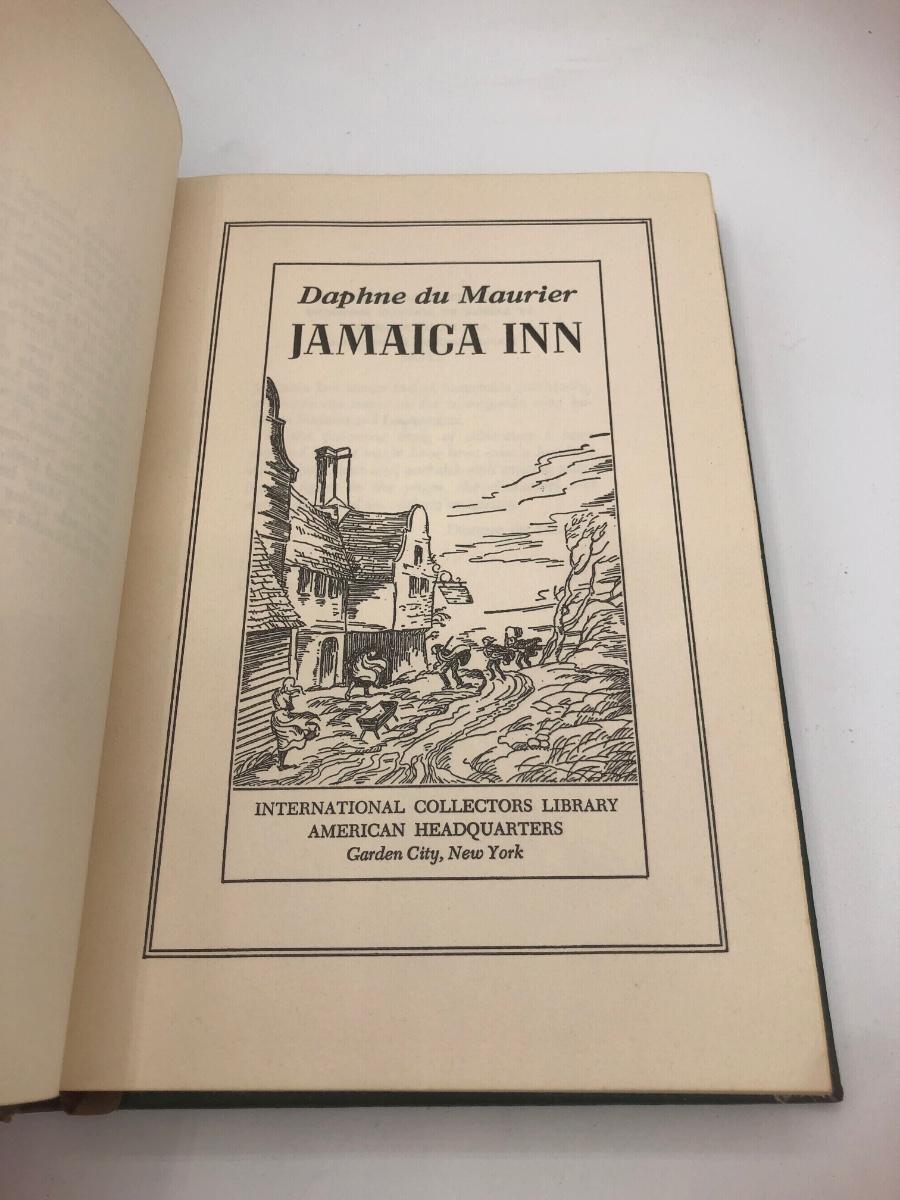 Daphne du Maurier
JAMAICA INN
INTERNATIONAL COLLECTORS LIBRARY
AMERICAN HEADQUARTERS
Garden City, New York